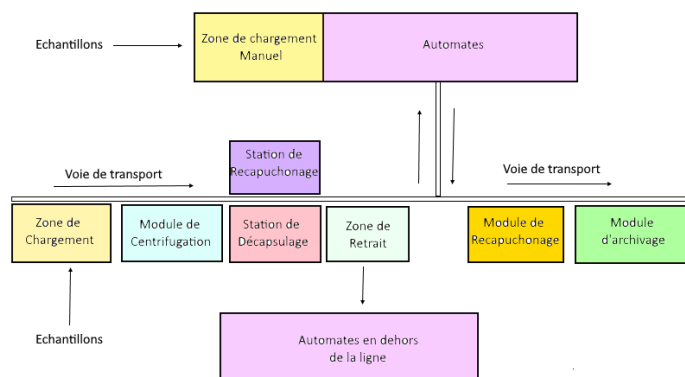 Echantillons
Zone de chargement
Manuel
Automates
Station de
Recapuchonage
Voie de transport
Voie de transport
Zone de
Chargement
Module de
Centrifugation
Station de
Décapsulage
Zone de
Retrait
Module de
Recapuchonage
Module
d'archivage
Echantillons
Automates en dehors
de la ligne